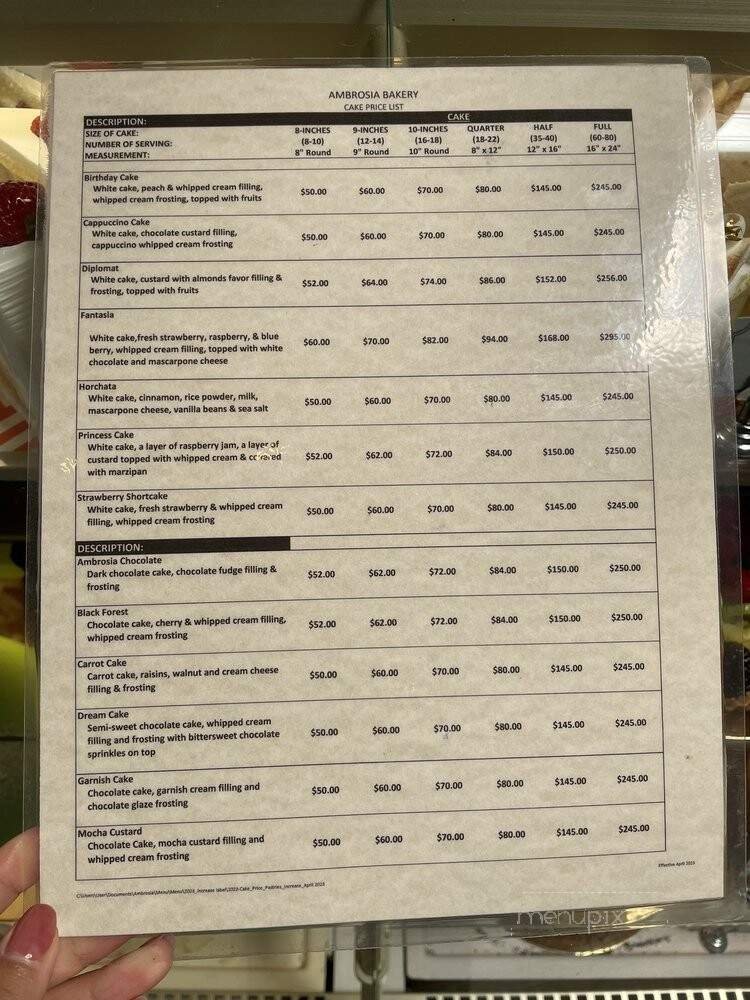 AMBROSIA BAKERY
CAKE PRICE LIST
DESCRIPTION: CAKE
SIZE OF CAKE: 8-INCHES 9-INCHES 10-INCHES QUARTER HALF FULL
NUMBER OF SERVING: (8-10) (12-14) (16-18) (18-22) (35-40) (60-80)
MEASUREMENT: 8" Round 9" Round 10" Round 8" x 12" 12" x 16" 16" x 24"
Birthday Cake
White cake, peach & whipped cream filling,
whipped cream frosting, topped with fruits
$50.00 $60.00 $70.00 $80.00 $145.00 $245.00
Cappuccino Cake
White cake, chocolate custard filling,
cappuccino whipped cream frosting
$50.00 $60.00 $70.00 $80.00 $145.00 $245.00
Diplomat
White cake, custard with almonds favor filling &
frosting, topped with fruits
$52.00 $64.00 $74.00 $86.00 $152.00 $256.00
Fantasia
White cake,fresh strawberry, raspberry, & blue
berry, whipped cream filling, topped with white
chocolate and mascarpone cheese
$60.00 $70.00 $82.00 $94.00 $168.00 $295.00
Horchata
White cake, cinnamon, rice powder, milk,
mascarpone cheese, vanilla beans & sea salt
$50.00 $60.00 $70.00 $80.00 $145.00 $245.00
Princess Cake
White cake, a layer of raspberry jam, a layer of
custard topped with whipped cream & covered
with marzipan
$52.00 $62.00 $72.00 $84.00 $150.00 $250.00
Strawberry Shortcake
White cake, fresh strawberry & whipped cream
filling, whipped cream frosting
$50.00 $60.00 $70.00 $80.00 $145.00 $245.00
DESCRIPTION:
Ambrosia Chocolate
Dark chocolate cake, chocolate fudge filling &
frosting
$52.00 $62.00 $72.00 $84.00 $150.00 $250.00
Black Forest
Chocolate cake, cherry & whipped cream filling,
whipped cream frosting
$52.00 $62.00 $72.00 $84.00 $150.00 $250.00
Carrot Cake
Carrot cake, raisins, walnut and cream cheese
filling & frosting
$50.00 $60.00 $70.00 $80.00 $145.00 $245.00
Dream Cake
Semi-sweet chocolate cake, whipped cream
filling and frosting with bittersweet chocolate
sprinkles on top
$50.00 $60.00 $70.00 $80.00 $145.00 $245.00
Garnish Cake
Chocolate cake, garnish cream filling and
chocolate glaze frosting
$50.00 $60.00 $70.00 $80.00 $145.00 $245.00
Mocha Custard
Chocolate Cake, mocha custard filling and
whipped cream frosting
$50.00 $60.00 $70.00 $80.00 $145.00 $245.00
Effective April 2023
menupix